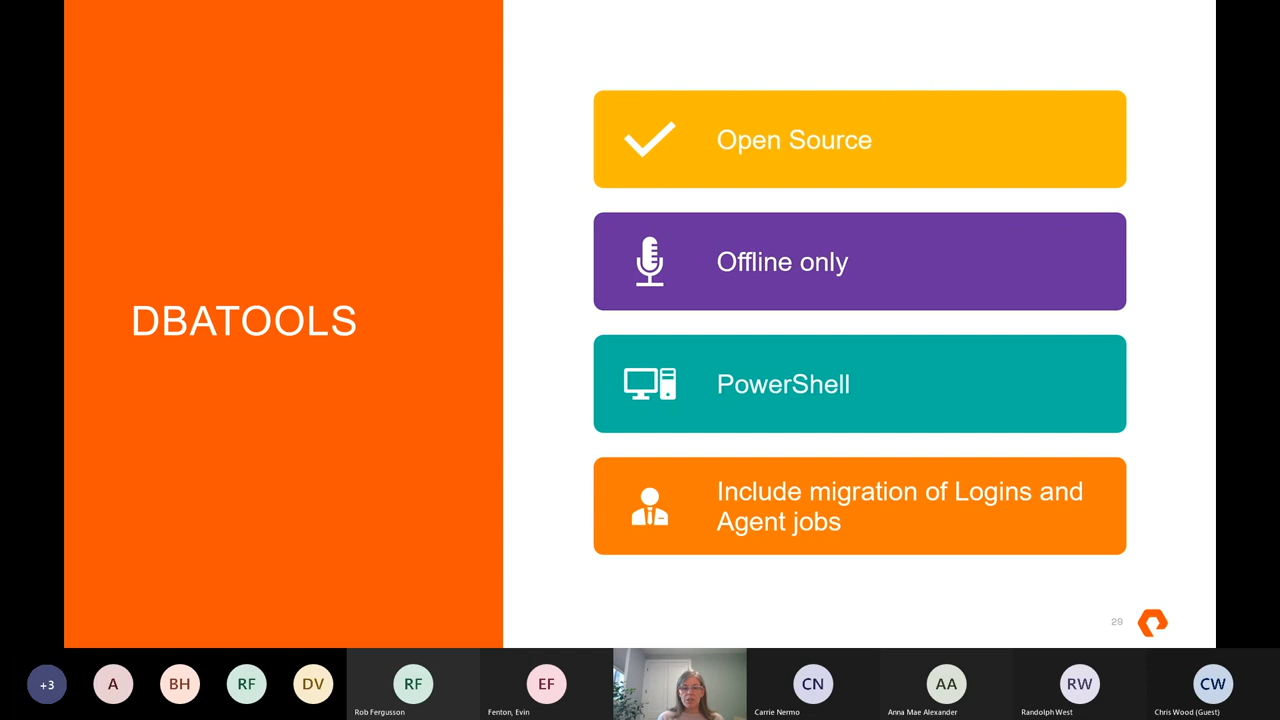 DBATOOLS
Open Source
Offline only
PowerShell
Include migration of Logins and
Agent jobs
29
+3
A
BH
RF
DV
RF
Rob Fergusson
EF
Fenton, Evin
CN
Carrie Nermo
AA
Anna Mae Alexander
RW
Randolph West
CW
Chris Wood (Guest)